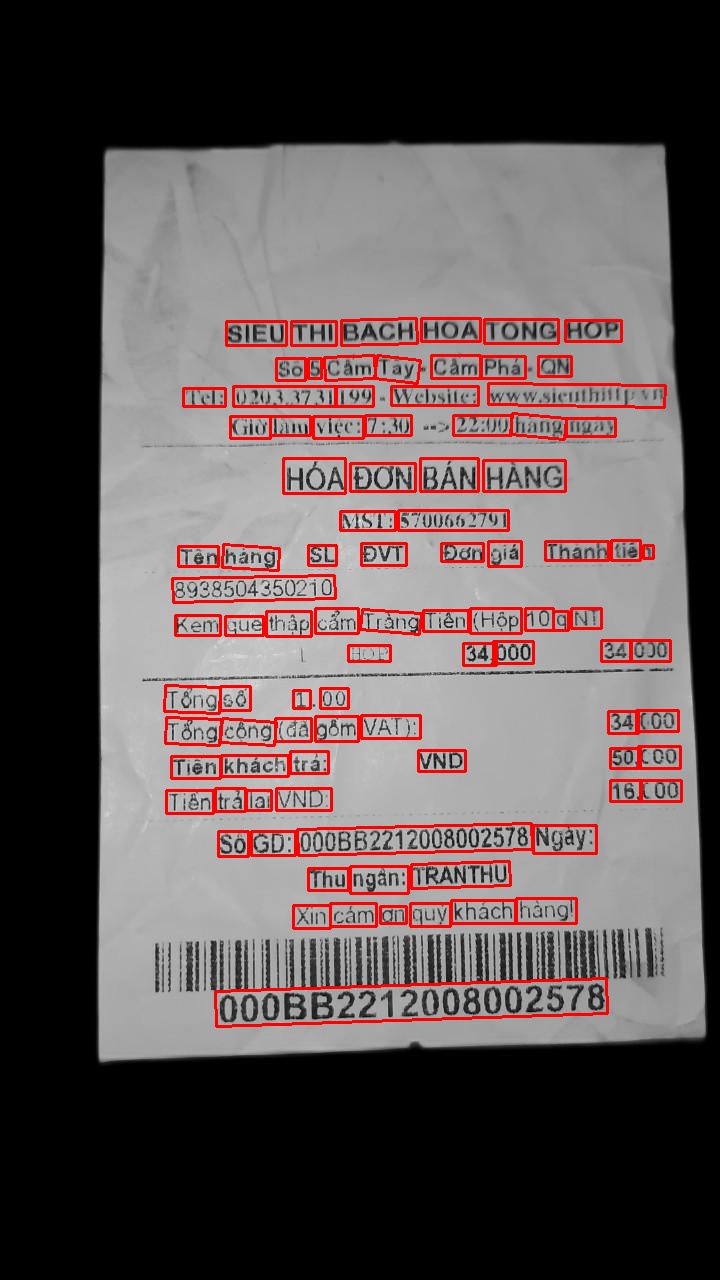 SIEU THI BACH HOA TONG HOP
Số 5 Cẩm Tây - Cẩm Phả - QN
Tel: 0203.3731199 - Website: www.sieuthittp.vn
Giờ làm việc: 7:30 --> 22:00 hàng ngày
HÓA ĐƠN BÁN HÀNG
MST: 5700662791
Tên hàng SL ĐVT Đơn giá Thành tiền
8938504350210
Kem que thập cẩm Tràng Tiền (Hộp 10 q NT
1 HOP 34,000 34,000
Tổng số 1.00
Tổng cộng (đã gồm VAT): 34,000
Tiền khách trả: VND 50,000
Tiền trả lại VND: 16,000
Số GD: 000BB2212008002578 Ngày:
Thu ngân: TRANTHU
Xin cảm ơn quý khách hàng!
000BB2212008002578